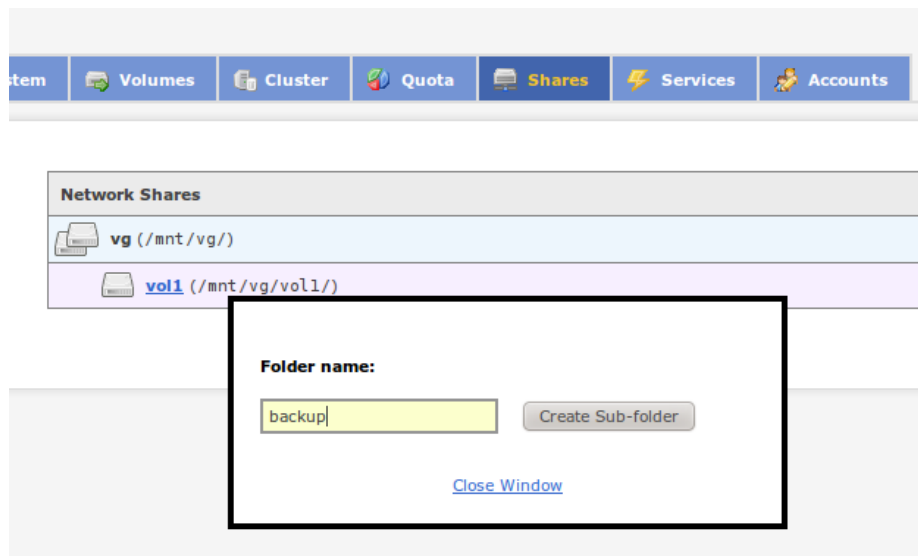 stem Volumes Cluster Quota Shares Services Accounts
Network Shares
vg (/mnt/vg/)
vol1 (/mnt/vg/vol1/)
Folder name:
backup Create Sub-folder
Close Window